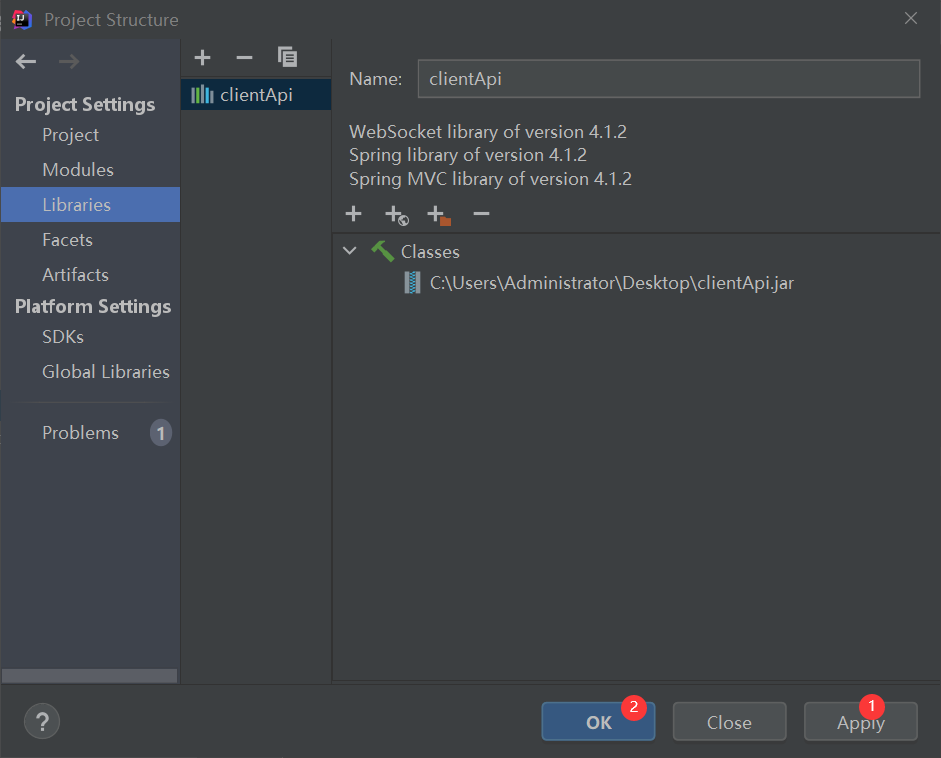 Project Structure
Project Settings
Project
Modules
Libraries
Facets
Artifacts
Platform Settings
SDKs
Global Libraries
Problems 1
clientApi
Name: clientApi
WebSocket library of version 4.1.2
Spring library of version 4.1.2
Spring MVC library of version 4.1.2
Classes
C:\Users\Administrator\Desktop\clientApi.jar
?
OK 2
Close
Apply 1